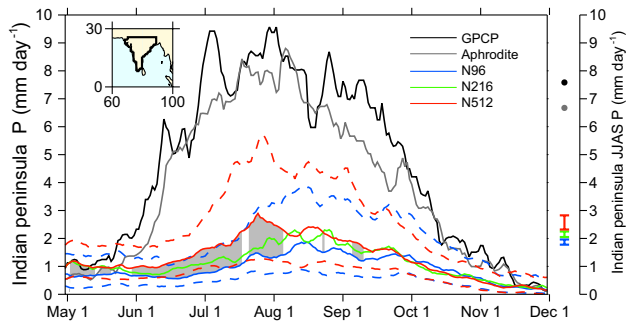 Indian peninsula P (mm day⁻¹)
10
9
8
7
6
5
4
3
2
1
0
30
0
60
100
GPCP
Aphrodite
N96
N216
N512
May 1
Jun 1
Jul 1
Aug 1
Sep 1
Oct 1
Nov 1
Dec 1
10
9
8
7
6
5
4
3
2
1
0
Indian peninsula JJAS P (mm day⁻¹)